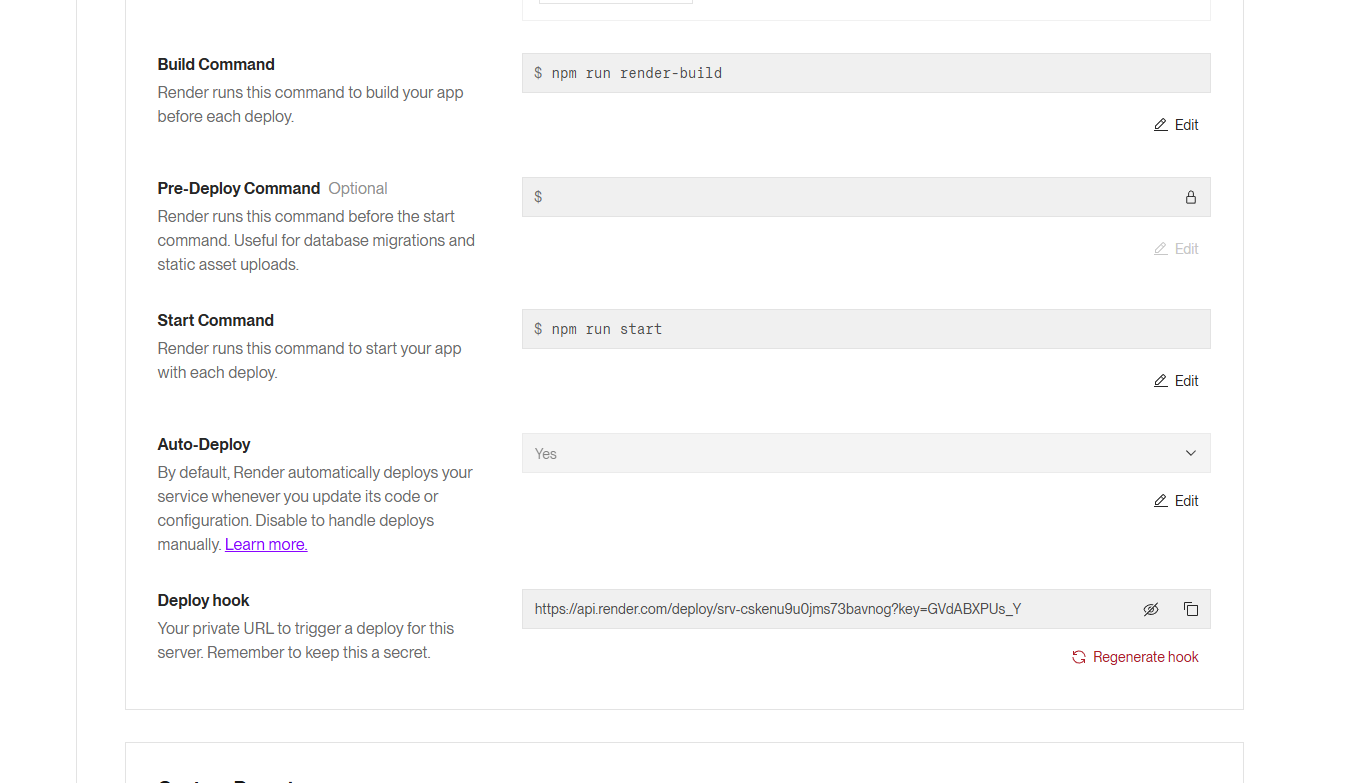 Build Command
Render runs this command to build your app
before each deploy.
$ npm run render-build
Edit
Pre-Deploy Command Optional
Render runs this command before the start
command. Useful for database migrations and
static asset uploads.
$
Edit
Start Command
Render runs this command to start your app
with each deploy.
$ npm run start
Edit
Auto-Deploy
By default, Render automatically deploys your
service whenever you update its code or
configuration. Disable to handle deploys
manually. Learn more.
Yes
Edit
Deploy hook
Your private URL to trigger a deploy for this
server. Remember to keep this a secret.
https://api.render.com/deploy/srv-cskenu9u0jms73bavnog?key=GVdABXPUs_Y
Regenerate hook